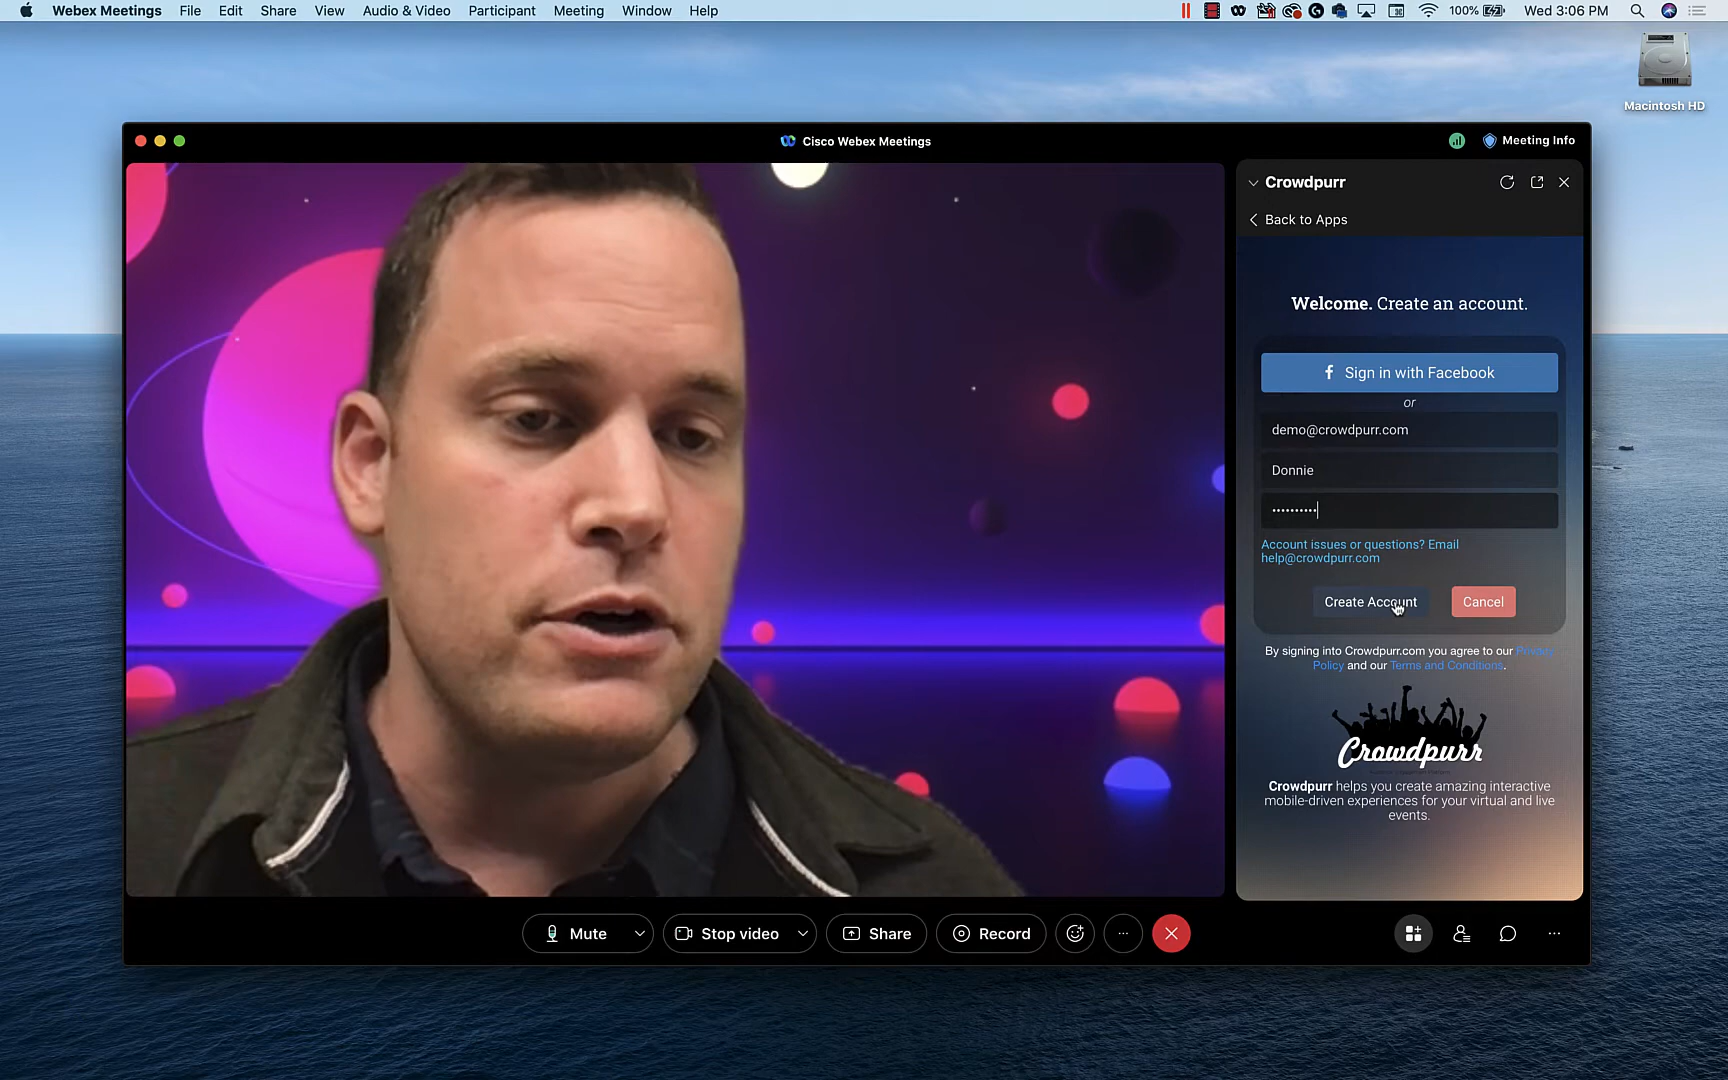 Webex Meetings File Edit Share View Audio & Video Participant Meeting Window Help 100% Wed 3:06 PM
Macintosh HD
Cisco Webex Meetings
Meeting Info
Crowdpurr
Back to Apps
Welcome. Create an account.
f Sign in with Facebook
or
demo@crowdpurr.com
Donnie
••••••••••
Account issues or questions? Email
help@crowdpurr.com
Create Account Cancel
By signing into Crowdpurr.com you agree to our Privacy
Policy and our Terms and Conditions.
Crowdpurr
Crowdpurr helps you create amazing interactive
mobile-driven experiences for your virtual and live
events.
Mute Stop video Share Record